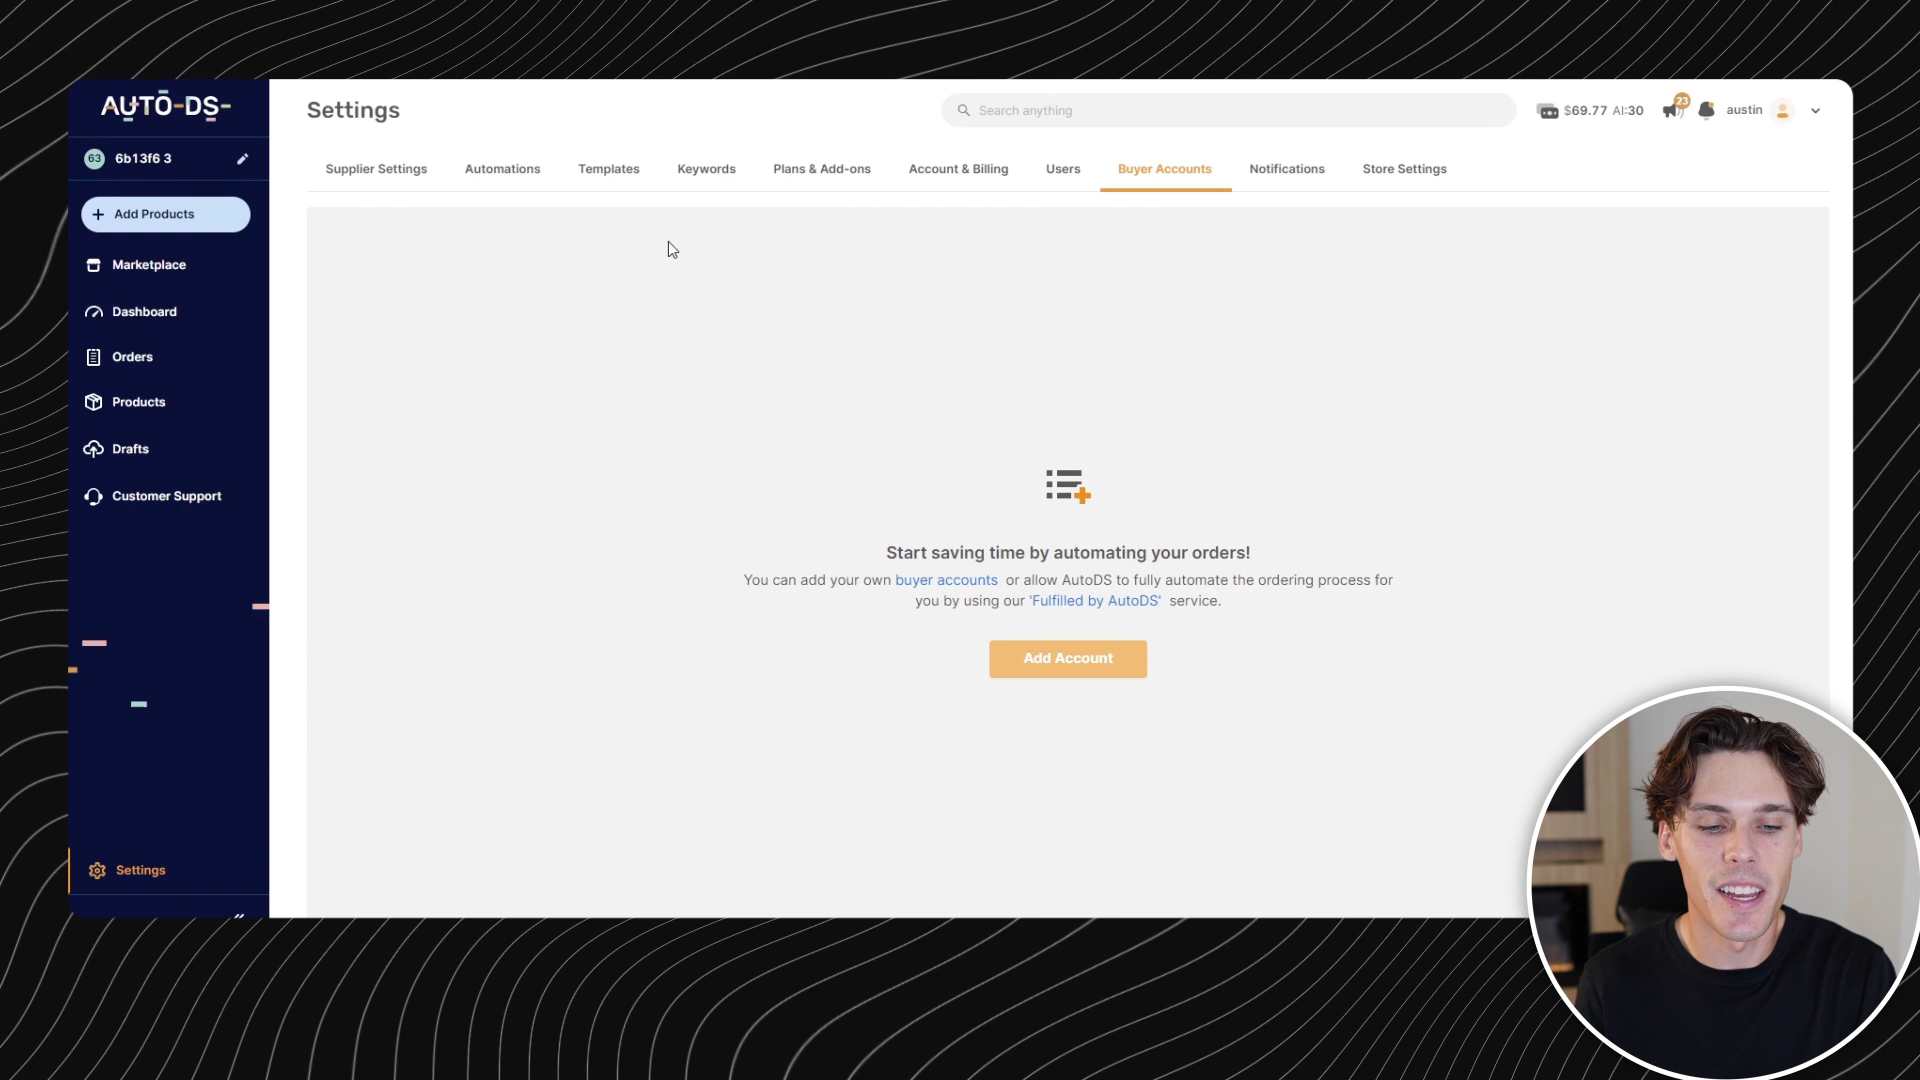 AUTO-DS-
Settings
Search anything
$69.77 AI:30
23
austin
63
6b13f6 3
Supplier Settings
Automations
Templates
Keywords
Plans & Add-ons
Account & Billing
Users
Buyer Accounts
Notifications
Store Settings
+ Add Products
Marketplace
Dashboard
Orders
Products
Drafts
Customer Support
Start saving time by automating your orders!
You can add your own buyer accounts or allow AutoDS to fully automate the ordering process for
you by using our 'Fulfilled by AutoDS' service.
Add Account
Settings